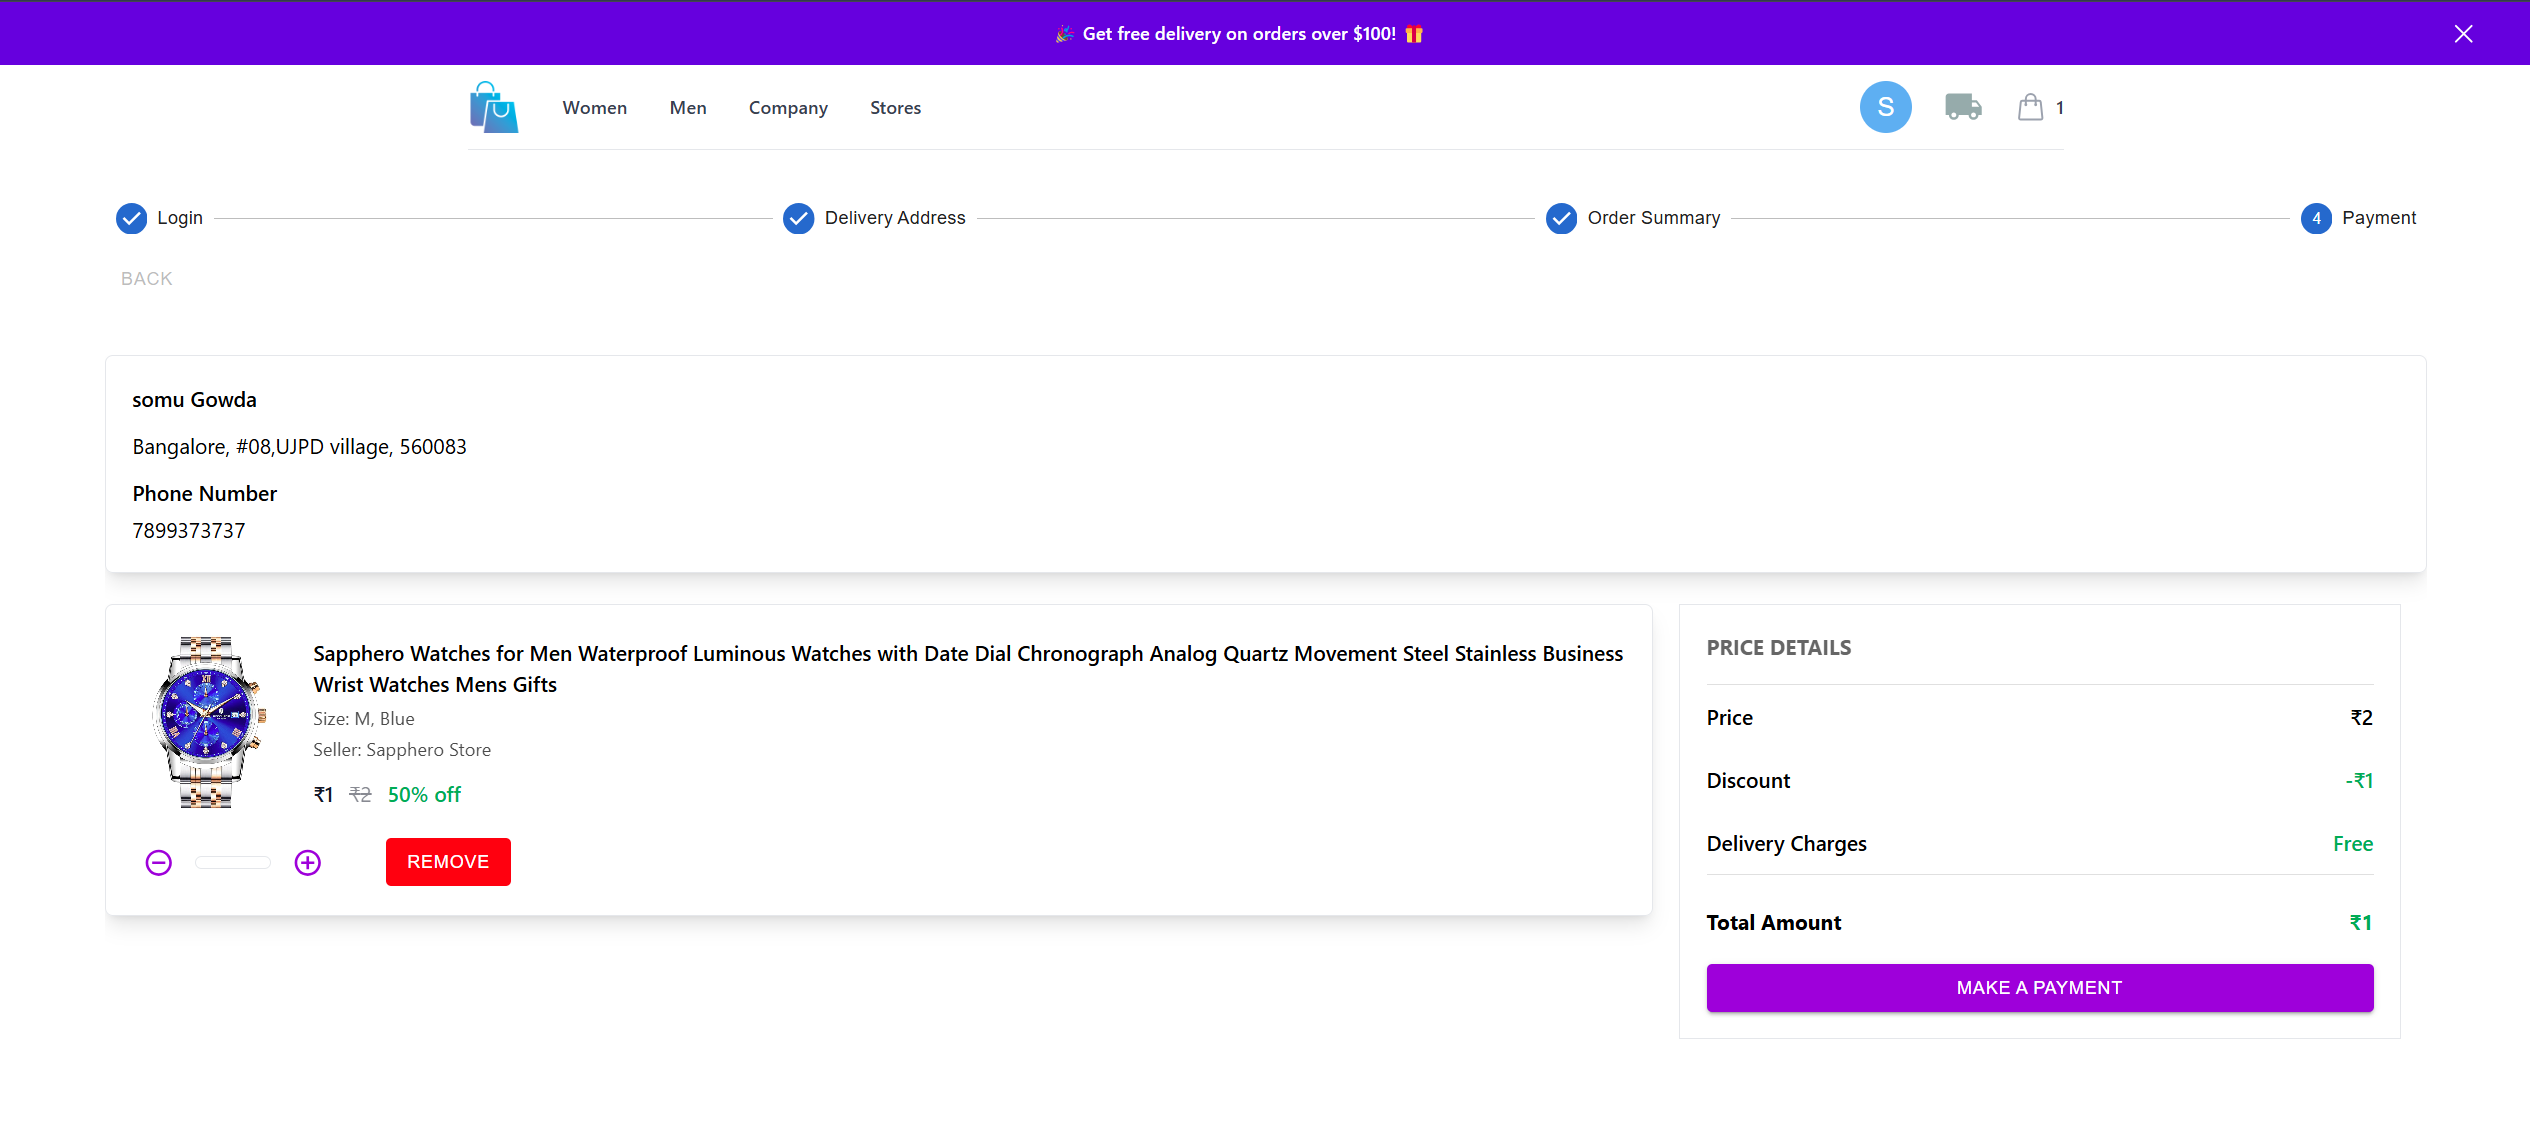 🎉 Get free delivery on orders over $100! 🎁
Women Men Company Stores S 1
Login Delivery Address Order Summary 4 Payment
BACK
somu Gowda
Bangalore, #08,UJPD village, 560083
Phone Number
7899373737
Sapphero Watches for Men Waterproof Luminous Watches with Date Dial Chronograph Analog Quartz Movement Steel Stainless Business
Wrist Watches Mens Gifts
Size: M, Blue
Seller: Sapphero Store
₹1 ₹2 50% off
REMOVE
PRICE DETAILS
Price ₹2
Discount -₹1
Delivery Charges Free
Total Amount ₹1
MAKE A PAYMENT